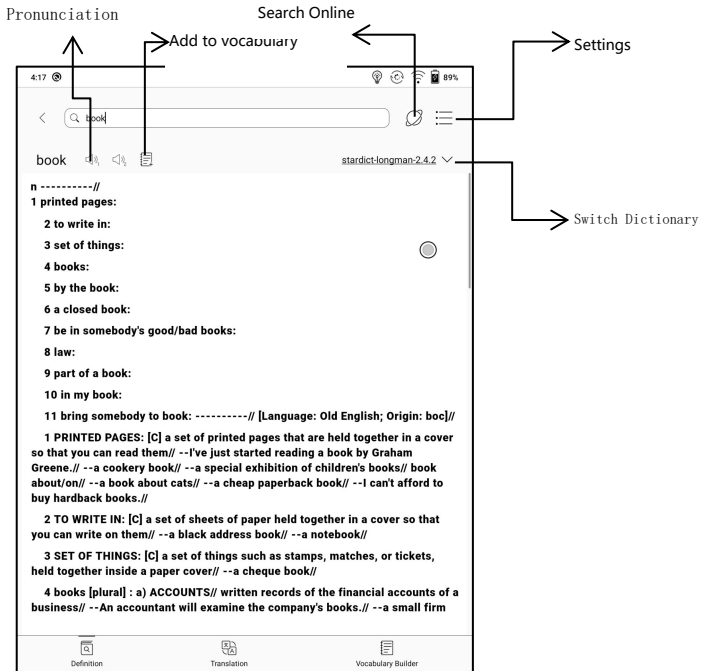 Pronunciation
Search Online
Add to vocabulary
Settings
4:17
89%
book
book
stardict-longman-2.4.2
Switch Dictionary
n ----------//
1 printed pages:
2 to write in:
3 set of things:
4 books:
5 by the book:
6 a closed book:
7 be in somebody's good/bad books:
8 law:
9 part of a book:
10 in my book:
11 bring somebody to book: ----------// [Language: Old English; Origin: boc]//
1 PRINTED PAGES: [C] a set of printed pages that are held together in a cover
so that you can read them// --I've just started reading a book by Graham
Greene.// --a cookery book// --a special exhibition of children's books// book
about/on// --a book about cats// --a cheap paperback book// --I can't afford to
buy hardback books.//
2 TO WRITE IN: [C] a set of sheets of paper held together in a cover so that
you can write on them// --a black address book// --a notebook//
3 SET OF THINGS: [C] a set of things such as stamps, matches, or tickets,
held together inside a paper cover// --a cheque book//
4 books [plural] : a) ACCOUNTS// written records of the financial accounts of a
business// --An accountant will examine the company's books.// --a small firm
Definition
Translation
Vocabulary Builder